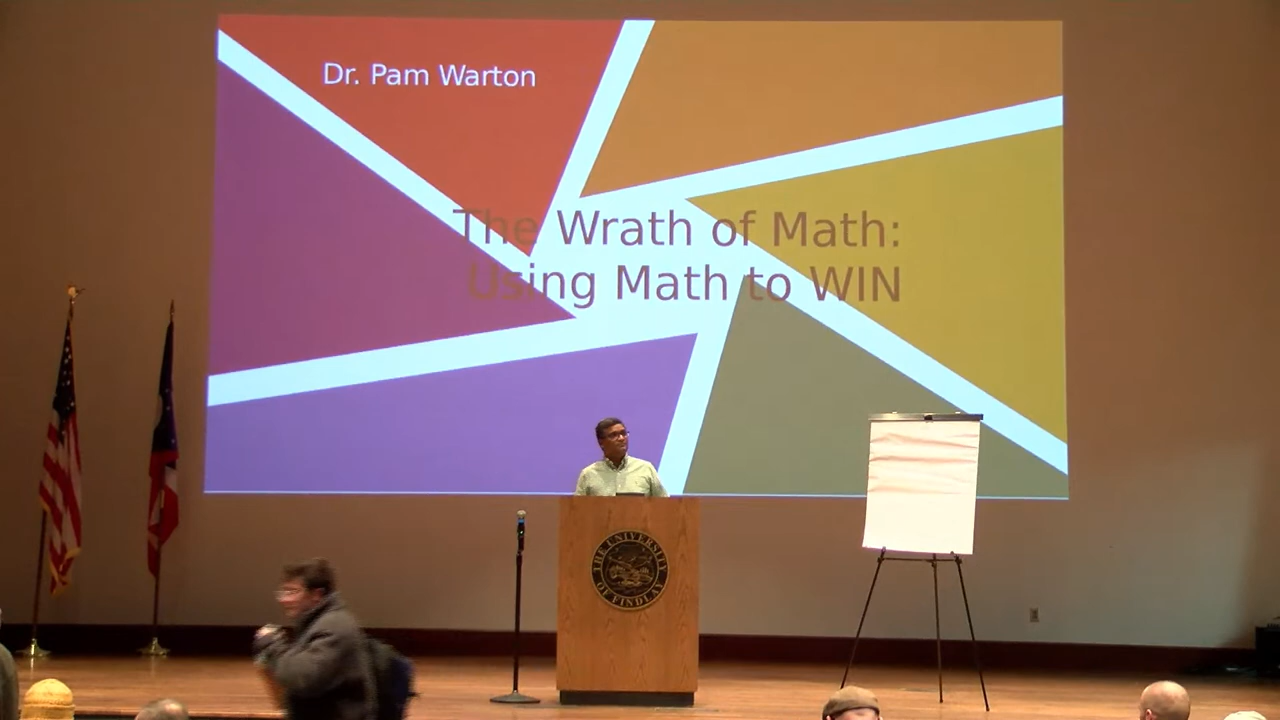 Dr. Pam Warton
The Wrath of Math:
Using Math to WIN
THE UNIVERSITY
OF FINDLAY